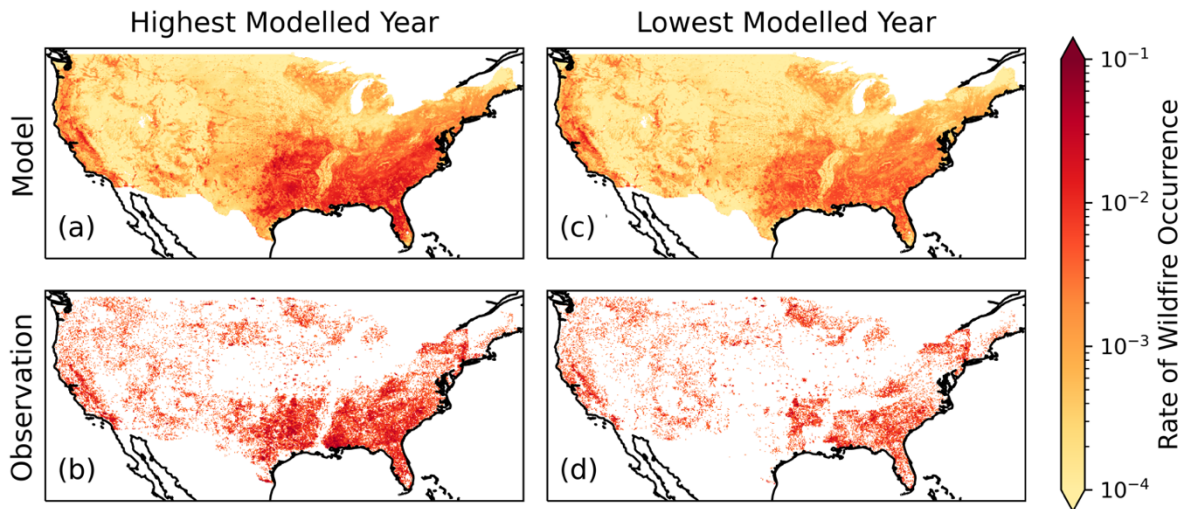 Highest Modelled Year
Lowest Modelled Year
Model
(a)
(c)
Observation
(b)
(d)
10⁻¹
10⁻²
10⁻³
10⁻⁴
Rate of Wildfire Occurrence